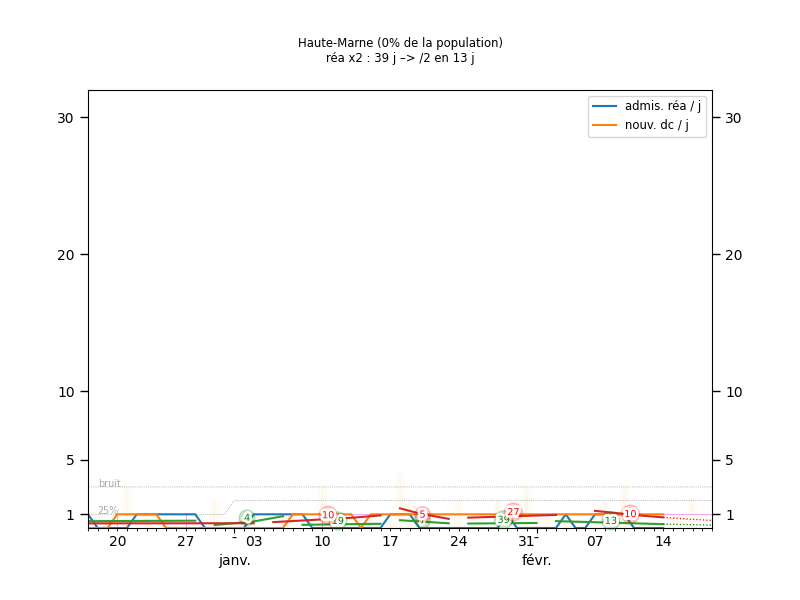 Haute-Marne (0% de la population)
réa x2 : 39 j –> /2 en 13 j
admis. réa / j
nouv. dc / j
30 30
20 20
10 10
5 5
bruit
25%
1 1
4 10 5 39 27 13 10
20 27 - 03 10 17 24 31- 07 14
janv. févr.